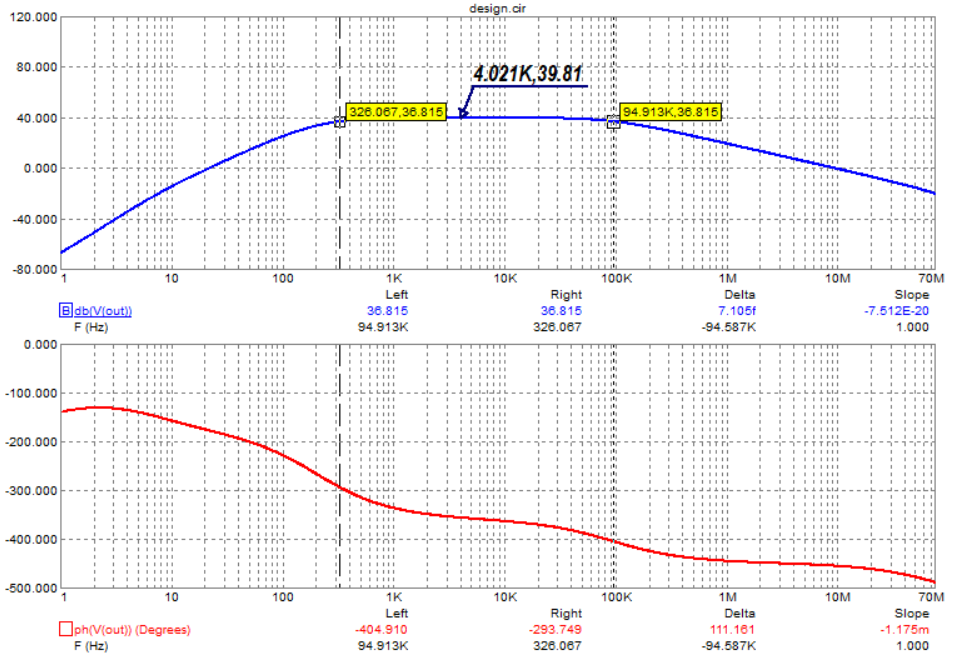 design.cir
120.000
80.000
40.000
0.000
-40.000
-80.000
4.021K,39.81
326.067,36.815
94.913K,36.815
1 10 100 1K 10K 100K 1M 10M 70M
Left Right Delta Slope
B db(V(out)) 36.815 36.815 7.105f -7.512E-20
F (Hz) 94.913K 326.067 -94.587K 1.000
0.000
-100.000
-200.000
-300.000
-400.000
-500.000
1 10 100 1K 10K 100K 1M 10M 70M
Left Right Delta Slope
ph(V(out)) (Degrees) -404.910 -293.749 111.161 -1.175m
F (Hz) 94.913K 326.067 -94.587K 1.000